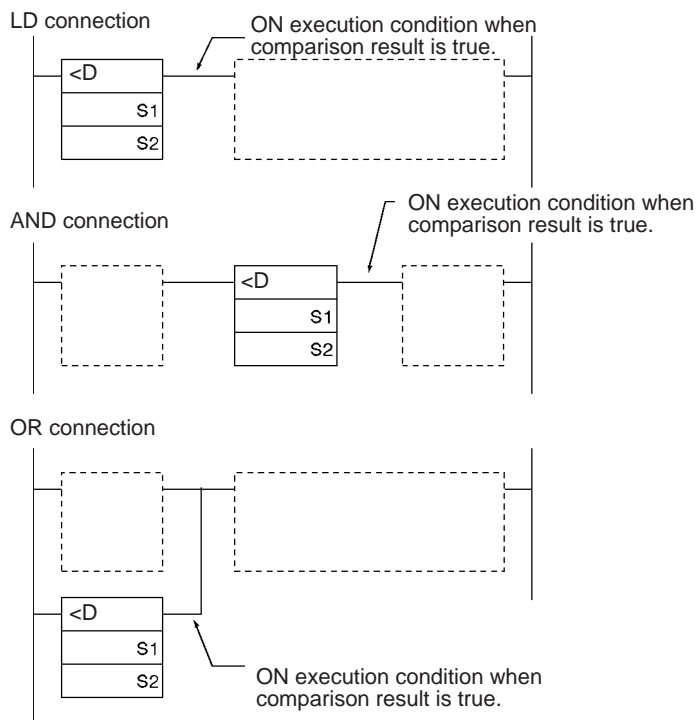 LD connection
ON execution condition when
comparison result is true.
<D
S1
S2
AND connection
ON execution condition when
comparison result is true.
<D
S1
S2
OR connection
<D
S1
S2
ON execution condition when
comparison result is true.